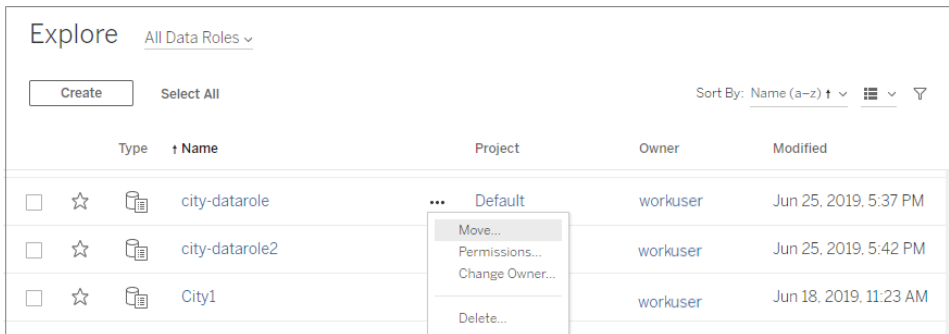 Explore All Data Roles
Create Select All Sort By: Name (a–z) ↑
Type ↑ Name Project Owner Modified
city-datarole ••• Default workuser Jun 25, 2019, 5:37 PM
Move...
city-datarole2 Permissions... workuser Jun 25, 2019, 5:42 PM
Change Owner...
City1 workuser Jun 18, 2019, 11:23 AM
Delete...